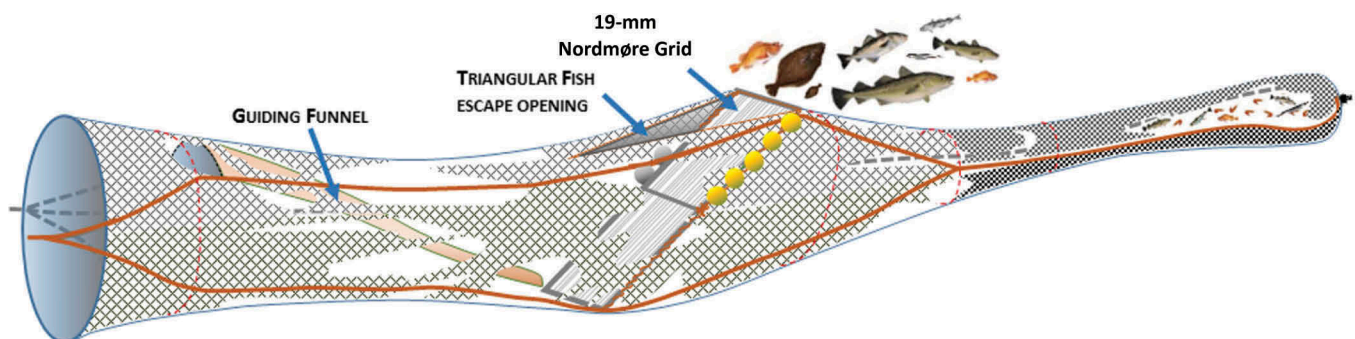 19-mm
Nordmøre Grid
TRIANGULAR FISH
ESCAPE OPENING
GUIDING FUNNEL